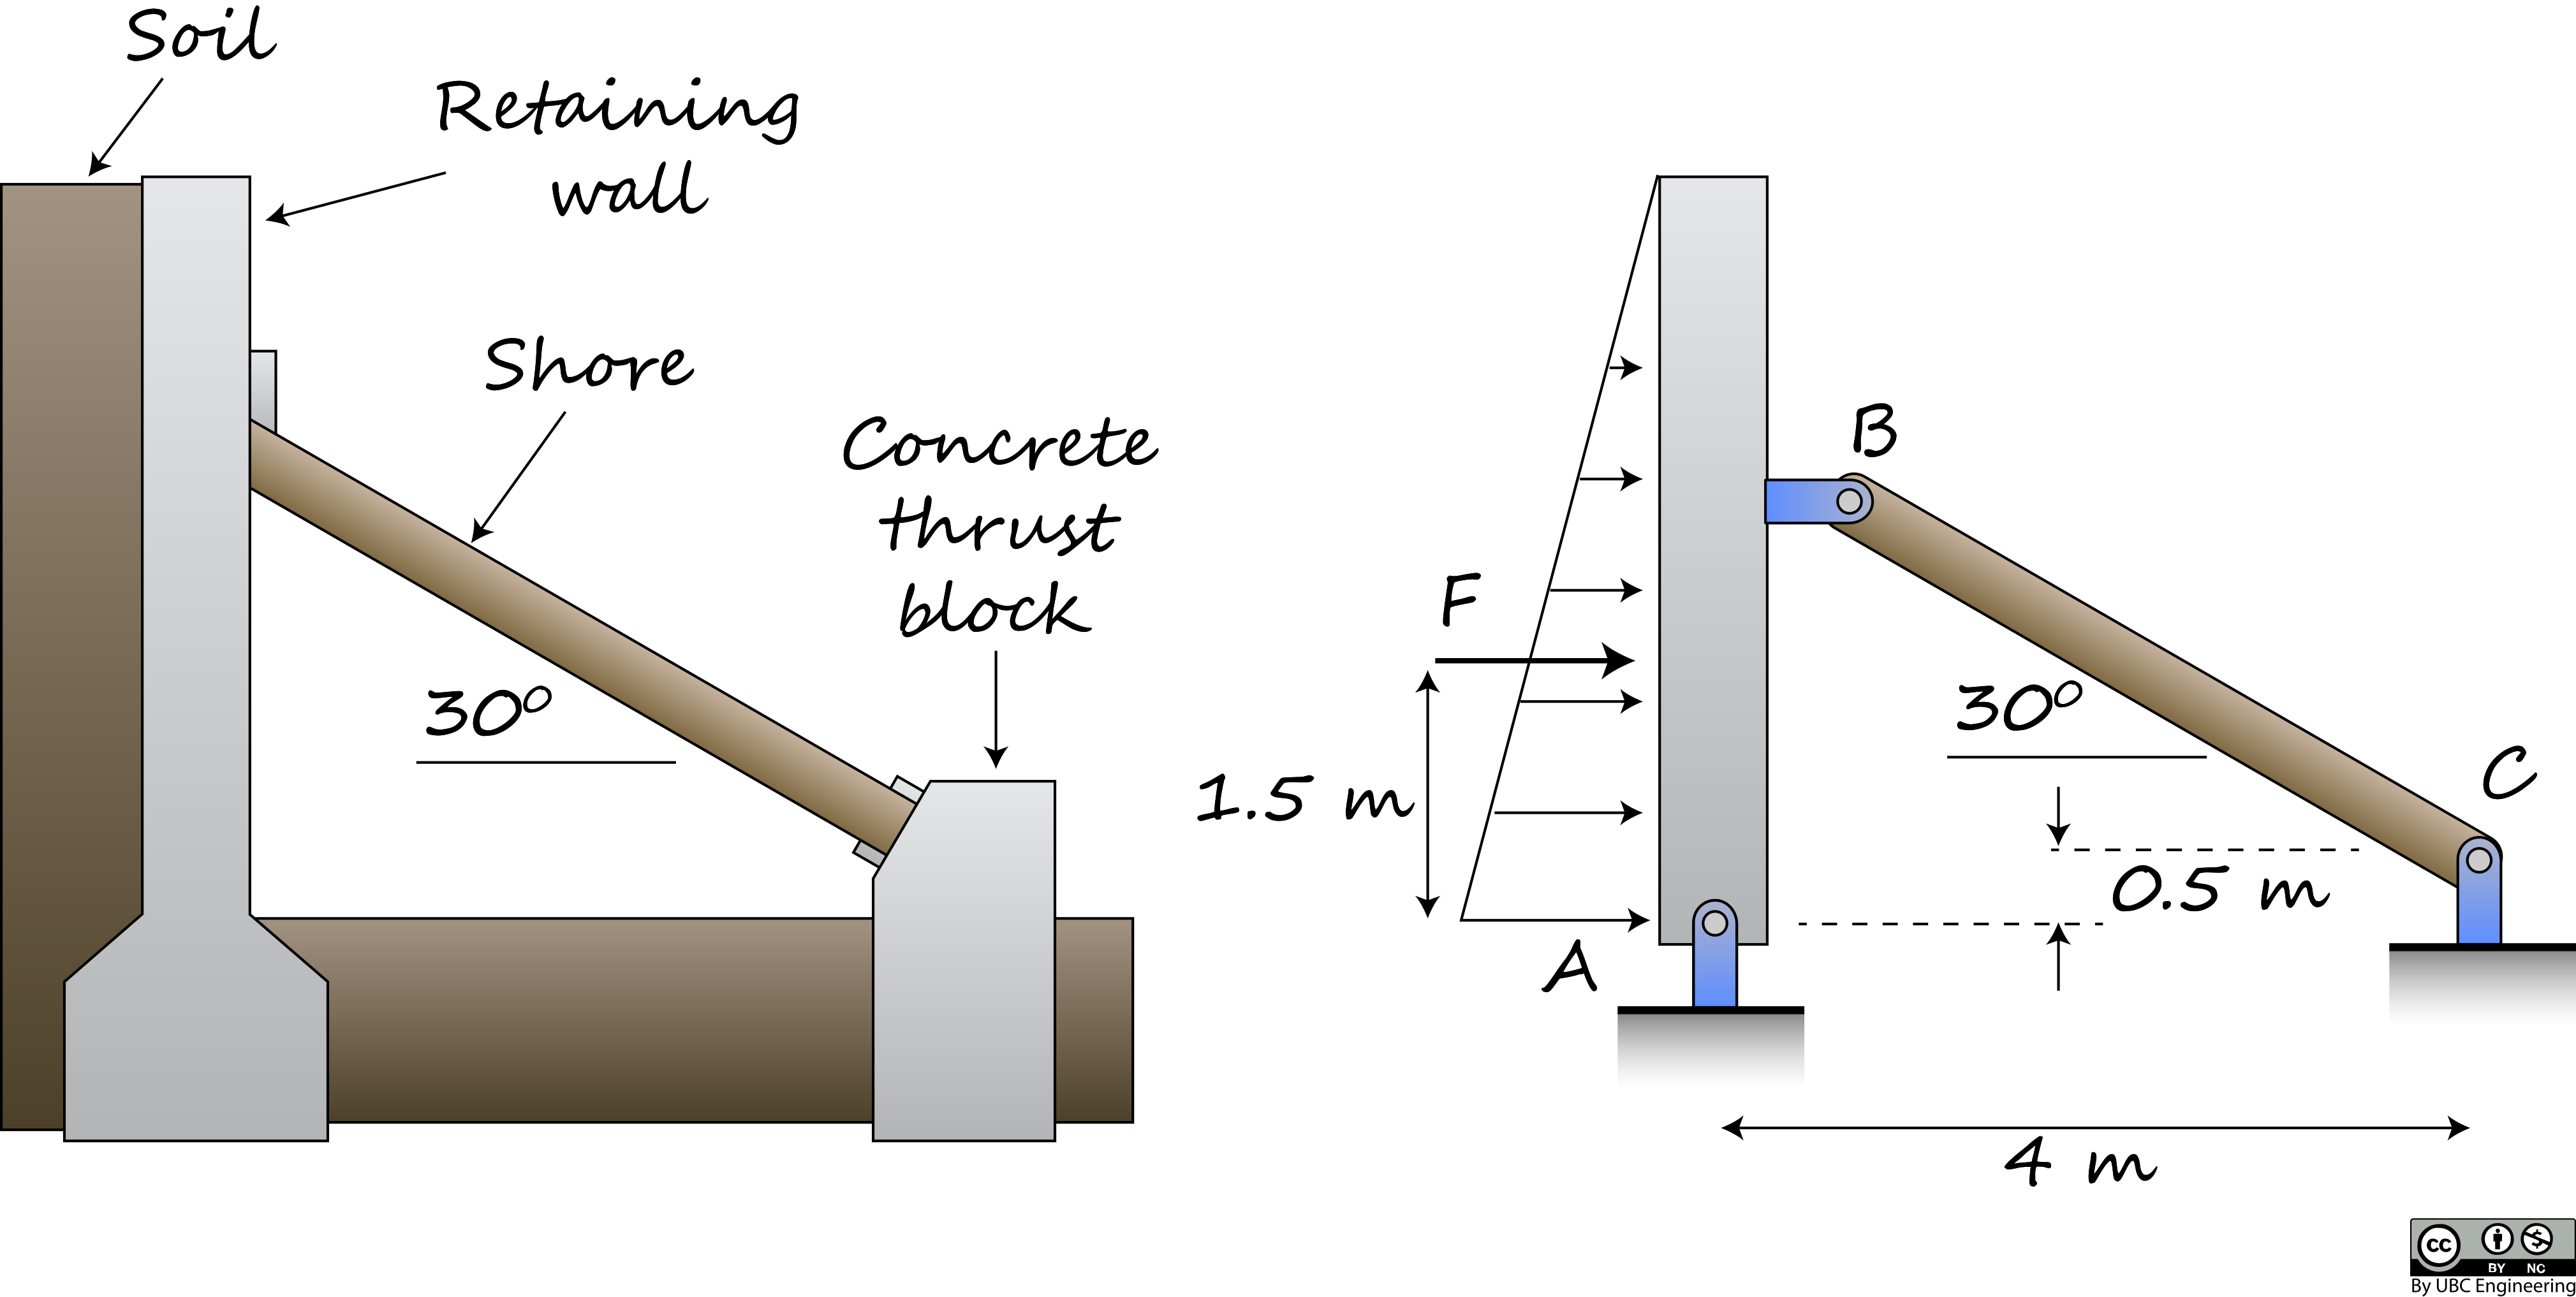 Soil
Retaining
wall
Shore
Concrete
thrust
block
30°
B
F
30°
C
1.5 m
0.5 m
A
4 m
cc
BY NC
By UBC Engineering